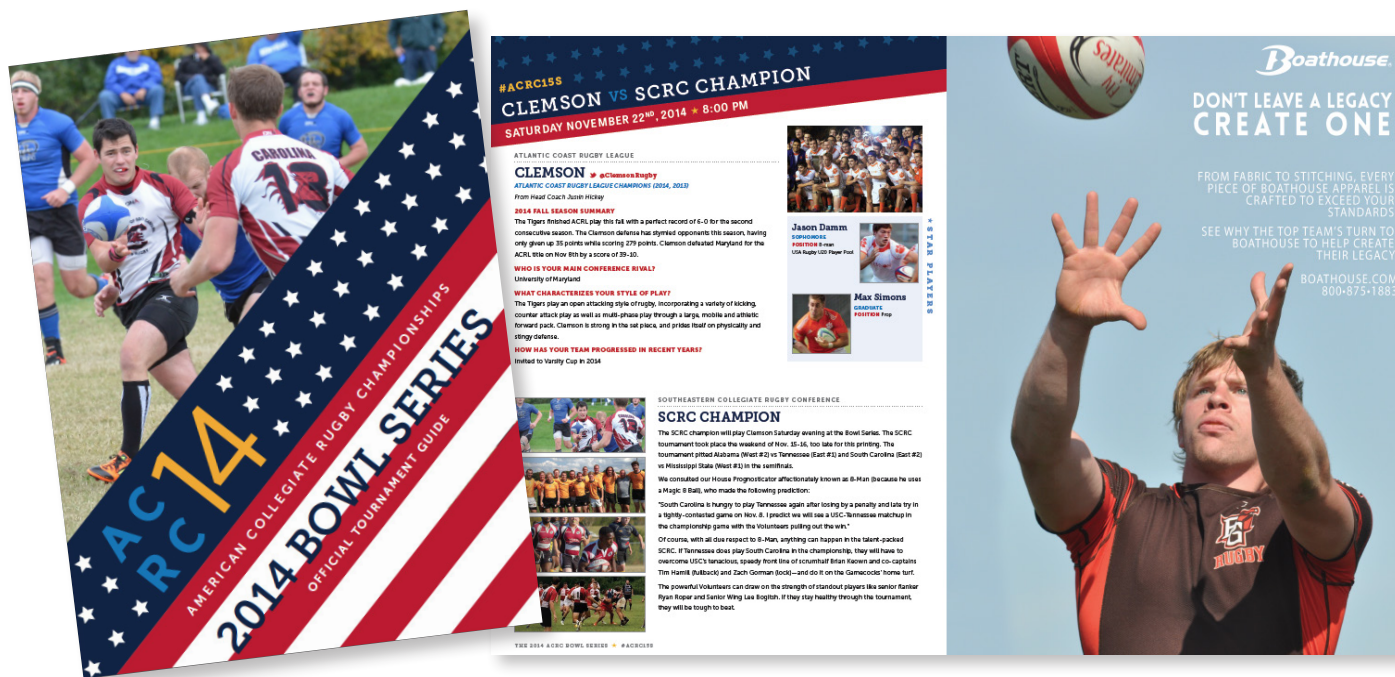 CAROLINA
13
AC
RC
14
AMERICAN COLLEGIATE RUGBY CHAMPIONSHIPS
2014 BOWL SERIES
OFFICIAL TOURNAMENT GUIDE
#ACRC15S
CLEMSON VS SCRC CHAMPION
SATURDAY NOVEMBER 22ND, 2014 ★ 8:00 PM
ATLANTIC COAST RUGBY LEAGUE
CLEMSON @ClemsonRugby
ATLANTIC COAST RUGBY LEAGUE CHAMPIONS (2014, 2013)
From Head Coach Justin Hickey
2014 FALL SEASON SUMMARY
The Tigers finished ACRL play this fall with a perfect record of 6-0 for the second
consecutive season. The Clemson defense has stymied opponents this season, having
only given up 35 points while scoring 279 points. Clemson defeated Maryland for the
ACRL title on Nov 8th by a score of 39-10.
WHO IS YOUR MAIN CONFERENCE RIVAL?
University of Maryland
WHAT CHARACTERIZES YOUR STYLE OF PLAY?
The Tigers play an open attacking style of rugby, incorporating a variety of kicking,
counter attack play as well as multi-phase play through a large, mobile and athletic
forward pack. Clemson is strong in the set piece, and prides itself on physicality and
stingy defense.
HOW HAS YOUR TEAM PROGRESSED IN RECENT YEARS?
Invited to Varsity Cup in 2014
★ STAR PLAYERS
Jason Damm
SOPHOMORE
POSITION 8-man
USA Rugby U20 Player Pool
Max Simons
GRADUATE
POSITION Prop
SOUTHEASTERN COLLEGIATE RUGBY CONFERENCE
SCRC CHAMPION
The SCRC champion will play Clemson Saturday evening at the Bowl Series. The SCRC
tournament took place the weekend of Nov. 15-16, too late for this printing. The
tournament pitted Alabama (West #2) vs Tennessee (East #1) and South Carolina (East #2)
vs Mississippi State (West #1) in the semifinals.
We consulted our House Prognosticator affectionately known as 8-Man (because he uses
a Magic 8 Ball), who made the following prediction:
"South Carolina is hungry to play Tennessee again after losing by a penalty and late try in
a tightly-contested game on Nov. 8. I predict we will see a USC-Tennessee matchup in
the championship game with the Volunteers pulling out the win."
Of course, with all due respect to 8-Man, anything can happen in the talent-packed
SCRC. If Tennessee does play South Carolina in the championship, they will have to
overcome USC's tenacious, speedy front line of scrumhalf Brian Keown and co-captains
Tim Hamill (fullback) and Zach Gorman (lock)—and do it on the Gamecocks' home turf.
The powerful Volunteers can draw on the strength of standout players like senior flanker
Ryan Roper and Senior Wing Lee Bogitsh. If they stay healthy through the tournament,
they will be tough to beat.
THE 2014 ACRC BOWL SERIES ★ #ACRC15S
Boathouse.
DON'T LEAVE A LEGACY
CREATE ONE
FROM FABRIC TO STITCHING, EVERY
PIECE OF BOATHOUSE APPAREL IS
CRAFTED TO EXCEED YOUR
STANDARDS
SEE WHY THE TOP TEAM'S TURN TO
BOATHOUSE TO HELP CREATE
THEIR LEGACY
BOATHOUSE.COM
800•875•1883
Emirates
BG
RUGBY